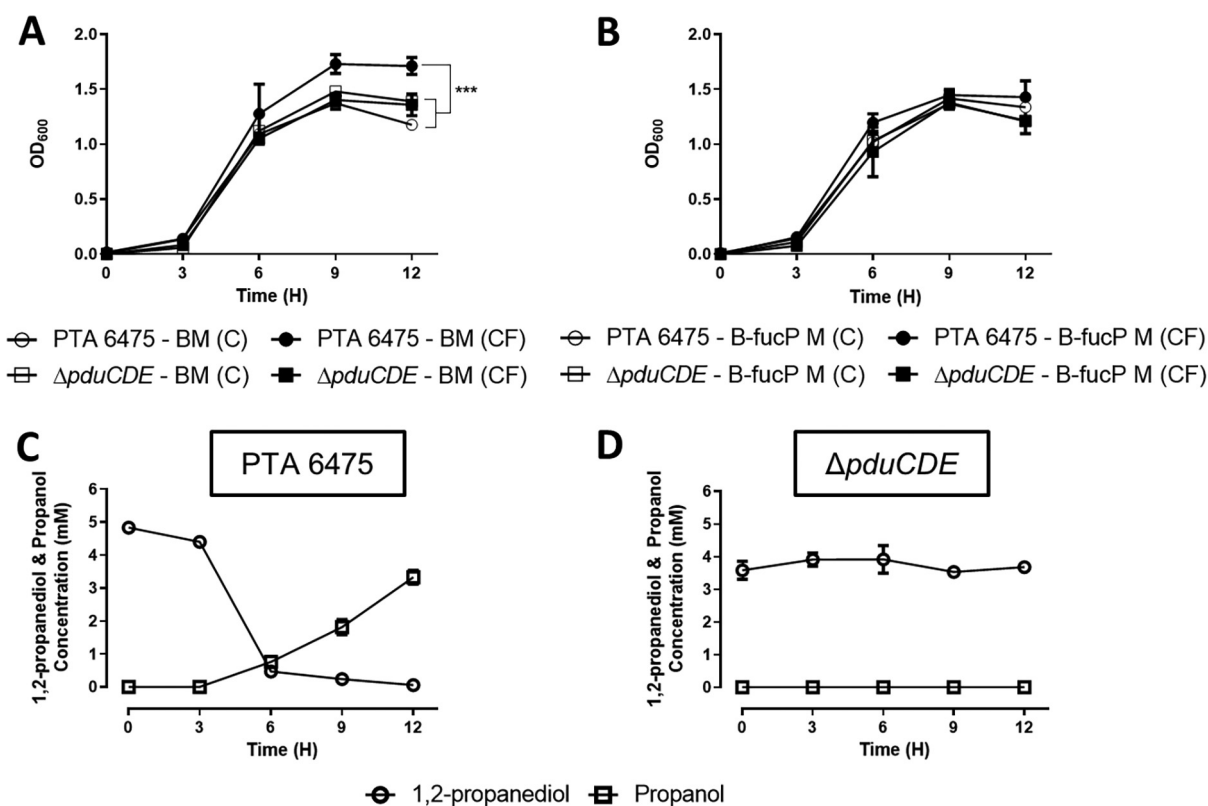 A
2.0
1.5
1.0
0.5
0.0
OD600
***
0 3 6 9 12
Time (H)
B
2.0
1.5
1.0
0.5
0.0
OD600
0 3 6 9 12
Time (H)
PTA 6475 - BM (C) PTA 6475 - BM (CF)
ΔpduCDE - BM (C) ΔpduCDE - BM (CF)
PTA 6475 - B-fucP M (C) PTA 6475 - B-fucP M (CF)
ΔpduCDE - B-fucP M (C) ΔpduCDE - B-fucP M (CF)
C
PTA 6475
1,2-propanediol & Propanol
Concentration (mM)
6
5
4
3
2
1
0
0 3 6 9 12
Time (H)
D
ΔpduCDE
1,2-propanediol & Propanol
Concentration (mM)
6
5
4
3
2
1
0
0 3 6 9 12
Time (H)
1,2-propanediol Propanol